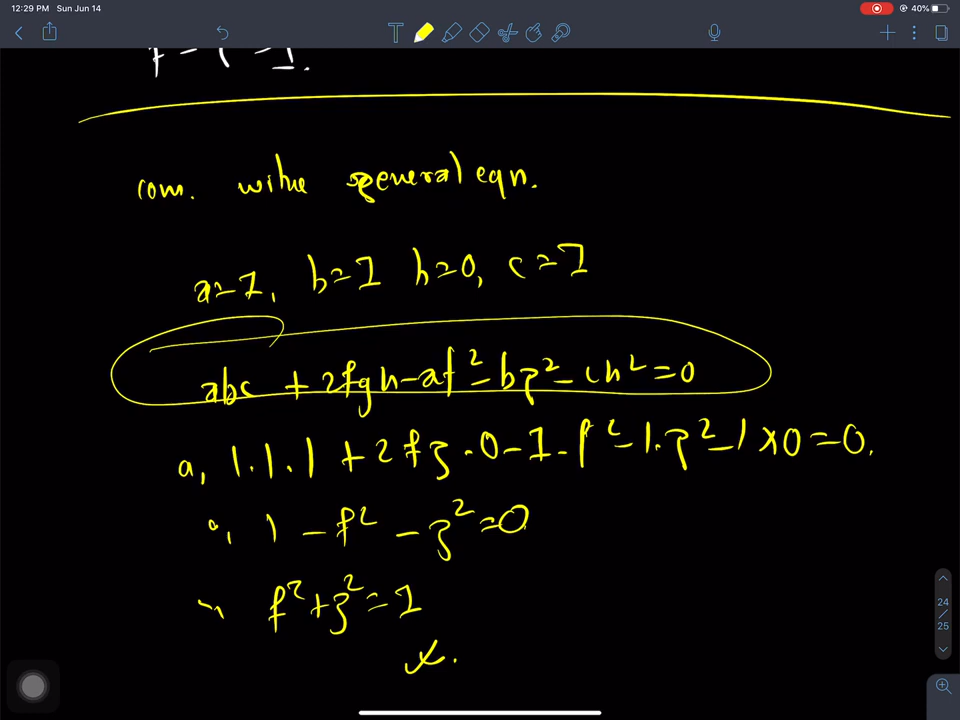 12:29 PM Sun Jun 14 40%
com. withe general eqn.
a=1, b=1 h=0, c=1
abc + 2fgh - af² - bg² - ch² = 0
a, 1.1.1 + 2fg.0 - 1.f² - 1.g² - 1×0 = 0.
1 - f² - g² = 0
f² + g² = 1
24
/
25